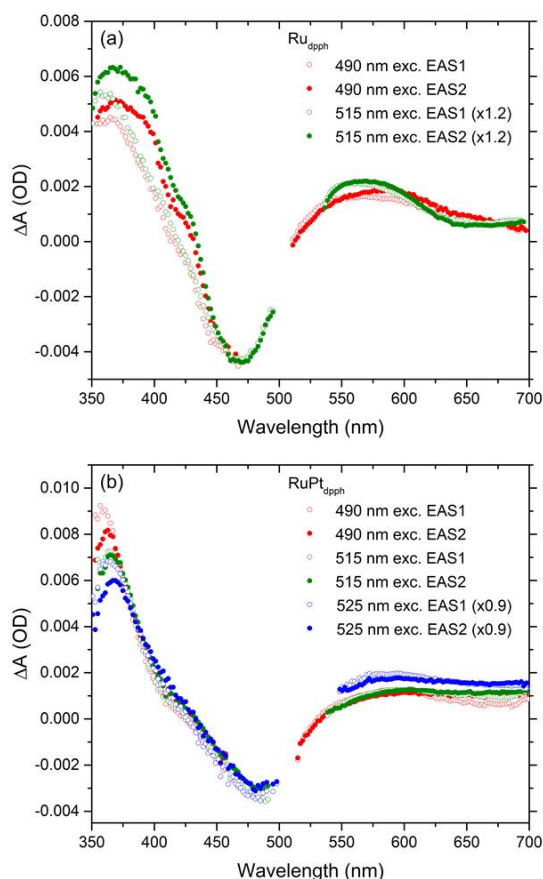 (a)
Ru_dpph
490 nm exc. EAS1
490 nm exc. EAS2
515 nm exc. EAS1 (x1.2)
515 nm exc. EAS2 (x1.2)
ΔA (OD)
0.008
0.006
0.004
0.002
0.000
-0.002
-0.004
350 400 450 500 550 600 650 700
Wavelength (nm)
(b)
RuPt_dpph
490 nm exc. EAS1
490 nm exc. EAS2
515 nm exc. EAS1
515 nm exc. EAS2
525 nm exc. EAS1 (x0.9)
525 nm exc. EAS2 (x0.9)
ΔA (OD)
0.010
0.008
0.006
0.004
0.002
0.000
-0.002
-0.004
350 400 450 500 550 600 650 700
Wavelength (nm)